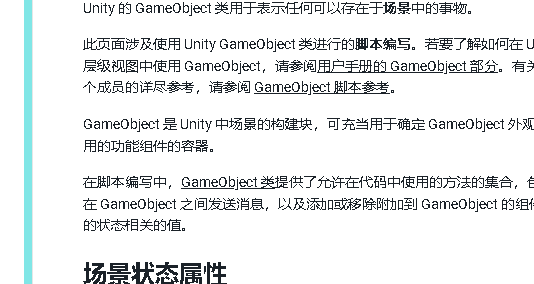 Unity 的 GameObject 类用于表示任何可以存在于场景中的事物。
此页面涉及使用 Unity GameObject 类进行的脚本编写。若要了解如何在 U
层级视图中使用 GameObject，请参阅用户手册的 GameObject 部分。有关
个成员的详尽参考，请参阅 GameObject 脚本参考。
GameObject 是 Unity 中场景的构建块，可充当用于确定 GameObject 外观
用的功能组件的容器。
在脚本编写中，GameObject 类提供了允许在代码中使用的方法的集合，包
在 GameObject 之间发送消息，以及添加或移除附加到 GameObject 的组件
的状态相关的值。
场景状态属性